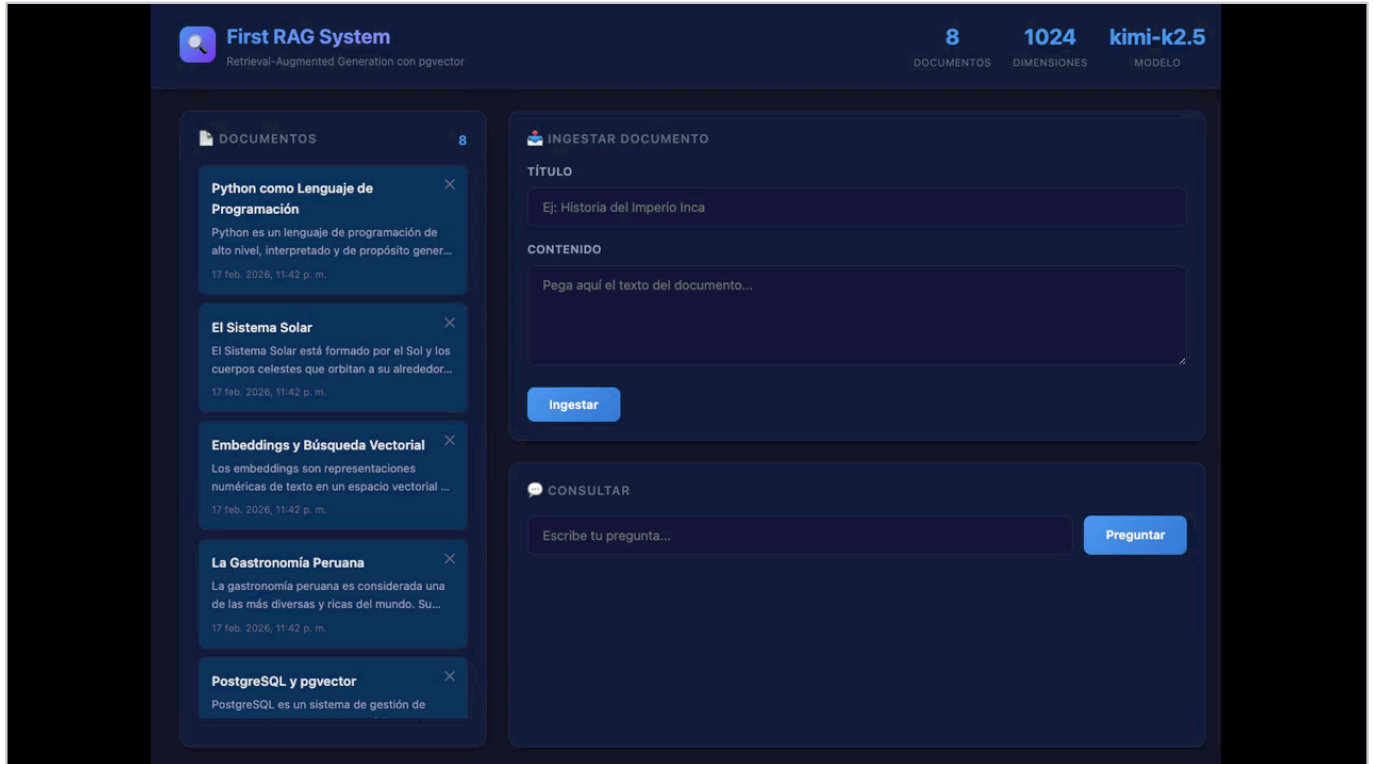 First RAG System
Retrieval-Augmented Generation con pgvector
8
DOCUMENTOS
1024
DIMENSIONES
kimi-k2.5
MODELO
DOCUMENTOS
8
Python como Lenguaje de
Programación
Python es un lenguaje de programación de
alto nivel, interpretado y de propósito gener...
17 feb. 2026, 11:42 p. m.
El Sistema Solar
El Sistema Solar está formado por el Sol y los
cuerpos celestes que orbitan a su alrededor...
17 feb. 2026, 11:42 p. m.
Embeddings y Búsqueda Vectorial
Los embeddings son representaciones
numéricas de texto en un espacio vectorial ...
17 feb. 2026, 11:42 p. m.
La Gastronomía Peruana
La gastronomía peruana es considerada una
de las más diversas y ricas del mundo. Su...
17 feb. 2026, 11:42 p. m.
PostgreSQL y pgvector
PostgreSQL es un sistema de gestión de
INGESTAR DOCUMENTO
TÍTULO
Ej: Historia del Imperio Inca
CONTENIDO
Pega aquí el texto del documento...
Ingestar
CONSULTAR
Escribe tu pregunta...
Preguntar